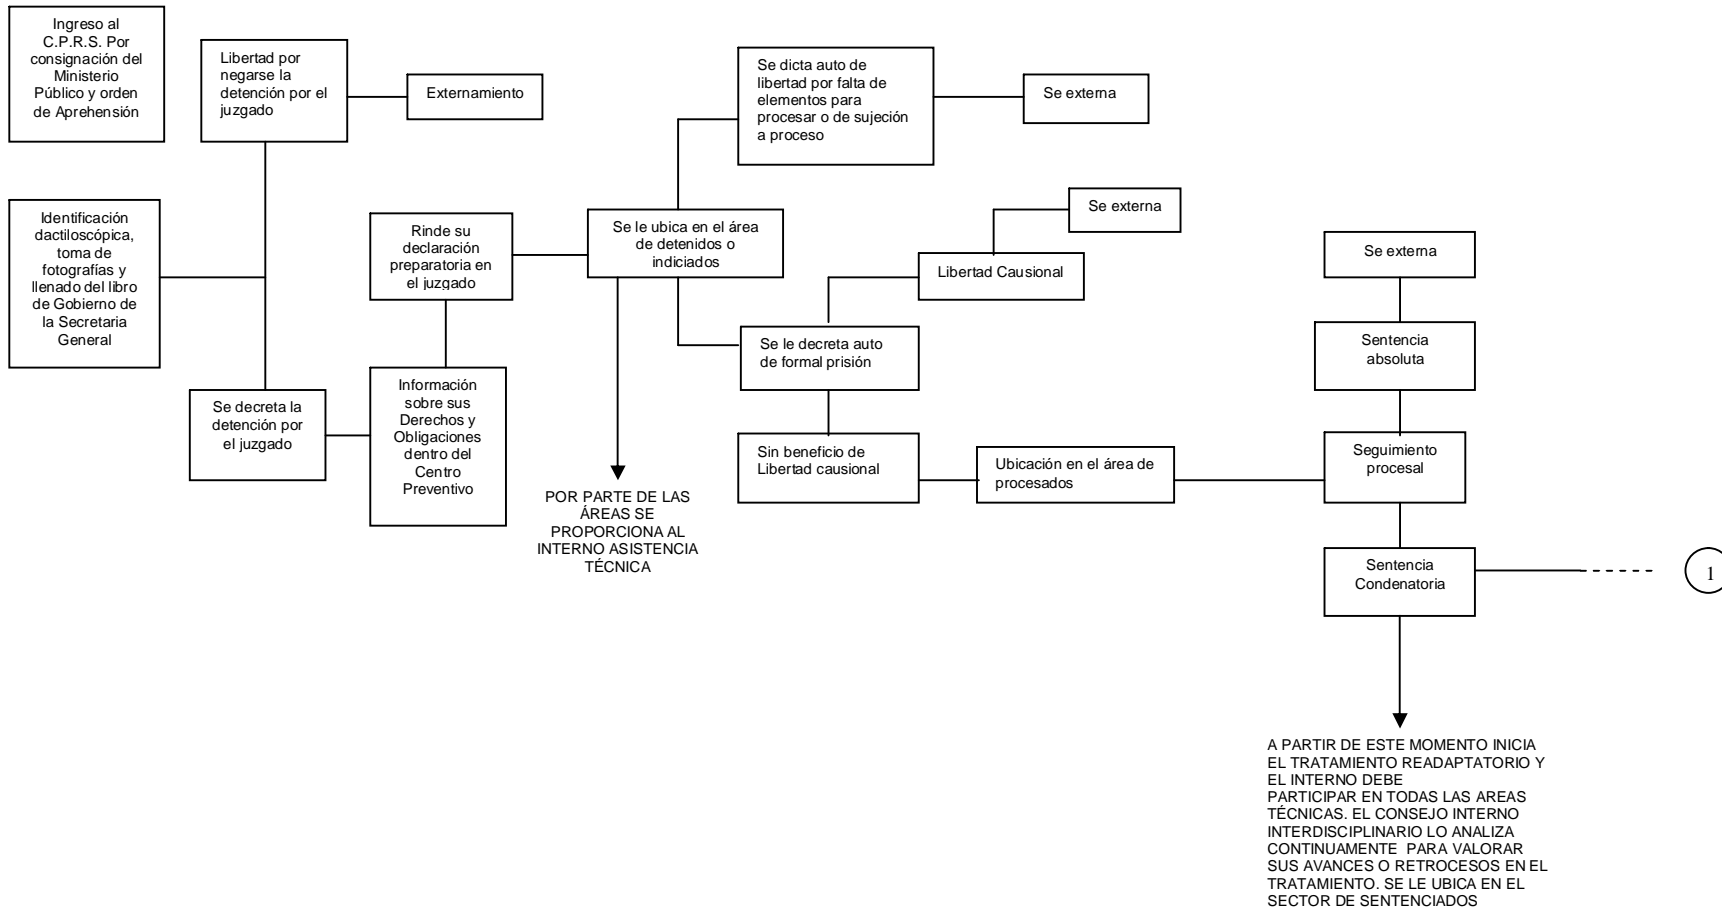 Ingreso al
C.P.R.S. Por
consignación del
Ministerio
Público y orden
de Aprehensión
Libertad por
negarse la
detención por el
juzgado
Externamiento
Se dicta auto de
libertad por falta de
elementos para
procesar o de sujeción
a proceso
Se externa
Identificación
dactiloscópica,
toma de
fotografías y
llenado del libro
de Gobierno de
la Secretaria
General
Rinde su
declaración
preparatoria en
el juzgado
Se le ubica en el área
de detenidos o
indiciados
Se externa
Libertad Causional
Se externa
Se le decreta auto
de formal prisión
Sentencia
absoluta
Se decreta la
detención por
el juzgado
Información
sobre sus
Derechos y
Obligaciones
dentro del
Centro
Preventivo
Sin beneficio de
Libertad causional
Ubicación en el área de
procesados
Seguimiento
procesal
POR PARTE DE LAS
ÁREAS SE
PROPORCIONA AL
INTERNO ASISTENCIA
TÉCNICA
Sentencia
Condenatoria
1
A PARTIR DE ESTE MOMENTO INICIA
EL TRATAMIENTO READAPTATORIO Y
EL INTERNO DEBE
PARTICIPAR EN TODAS LAS AREAS
TÉCNICAS. EL CONSEJO INTERNO
INTERDISCIPLINARIO LO ANALIZA
CONTINUAMENTE PARA VALORAR
SUS AVANCES O RETROCESOS EN EL
TRATAMIENTO. SE LE UBICA EN EL
SECTOR DE SENTENCIADOS